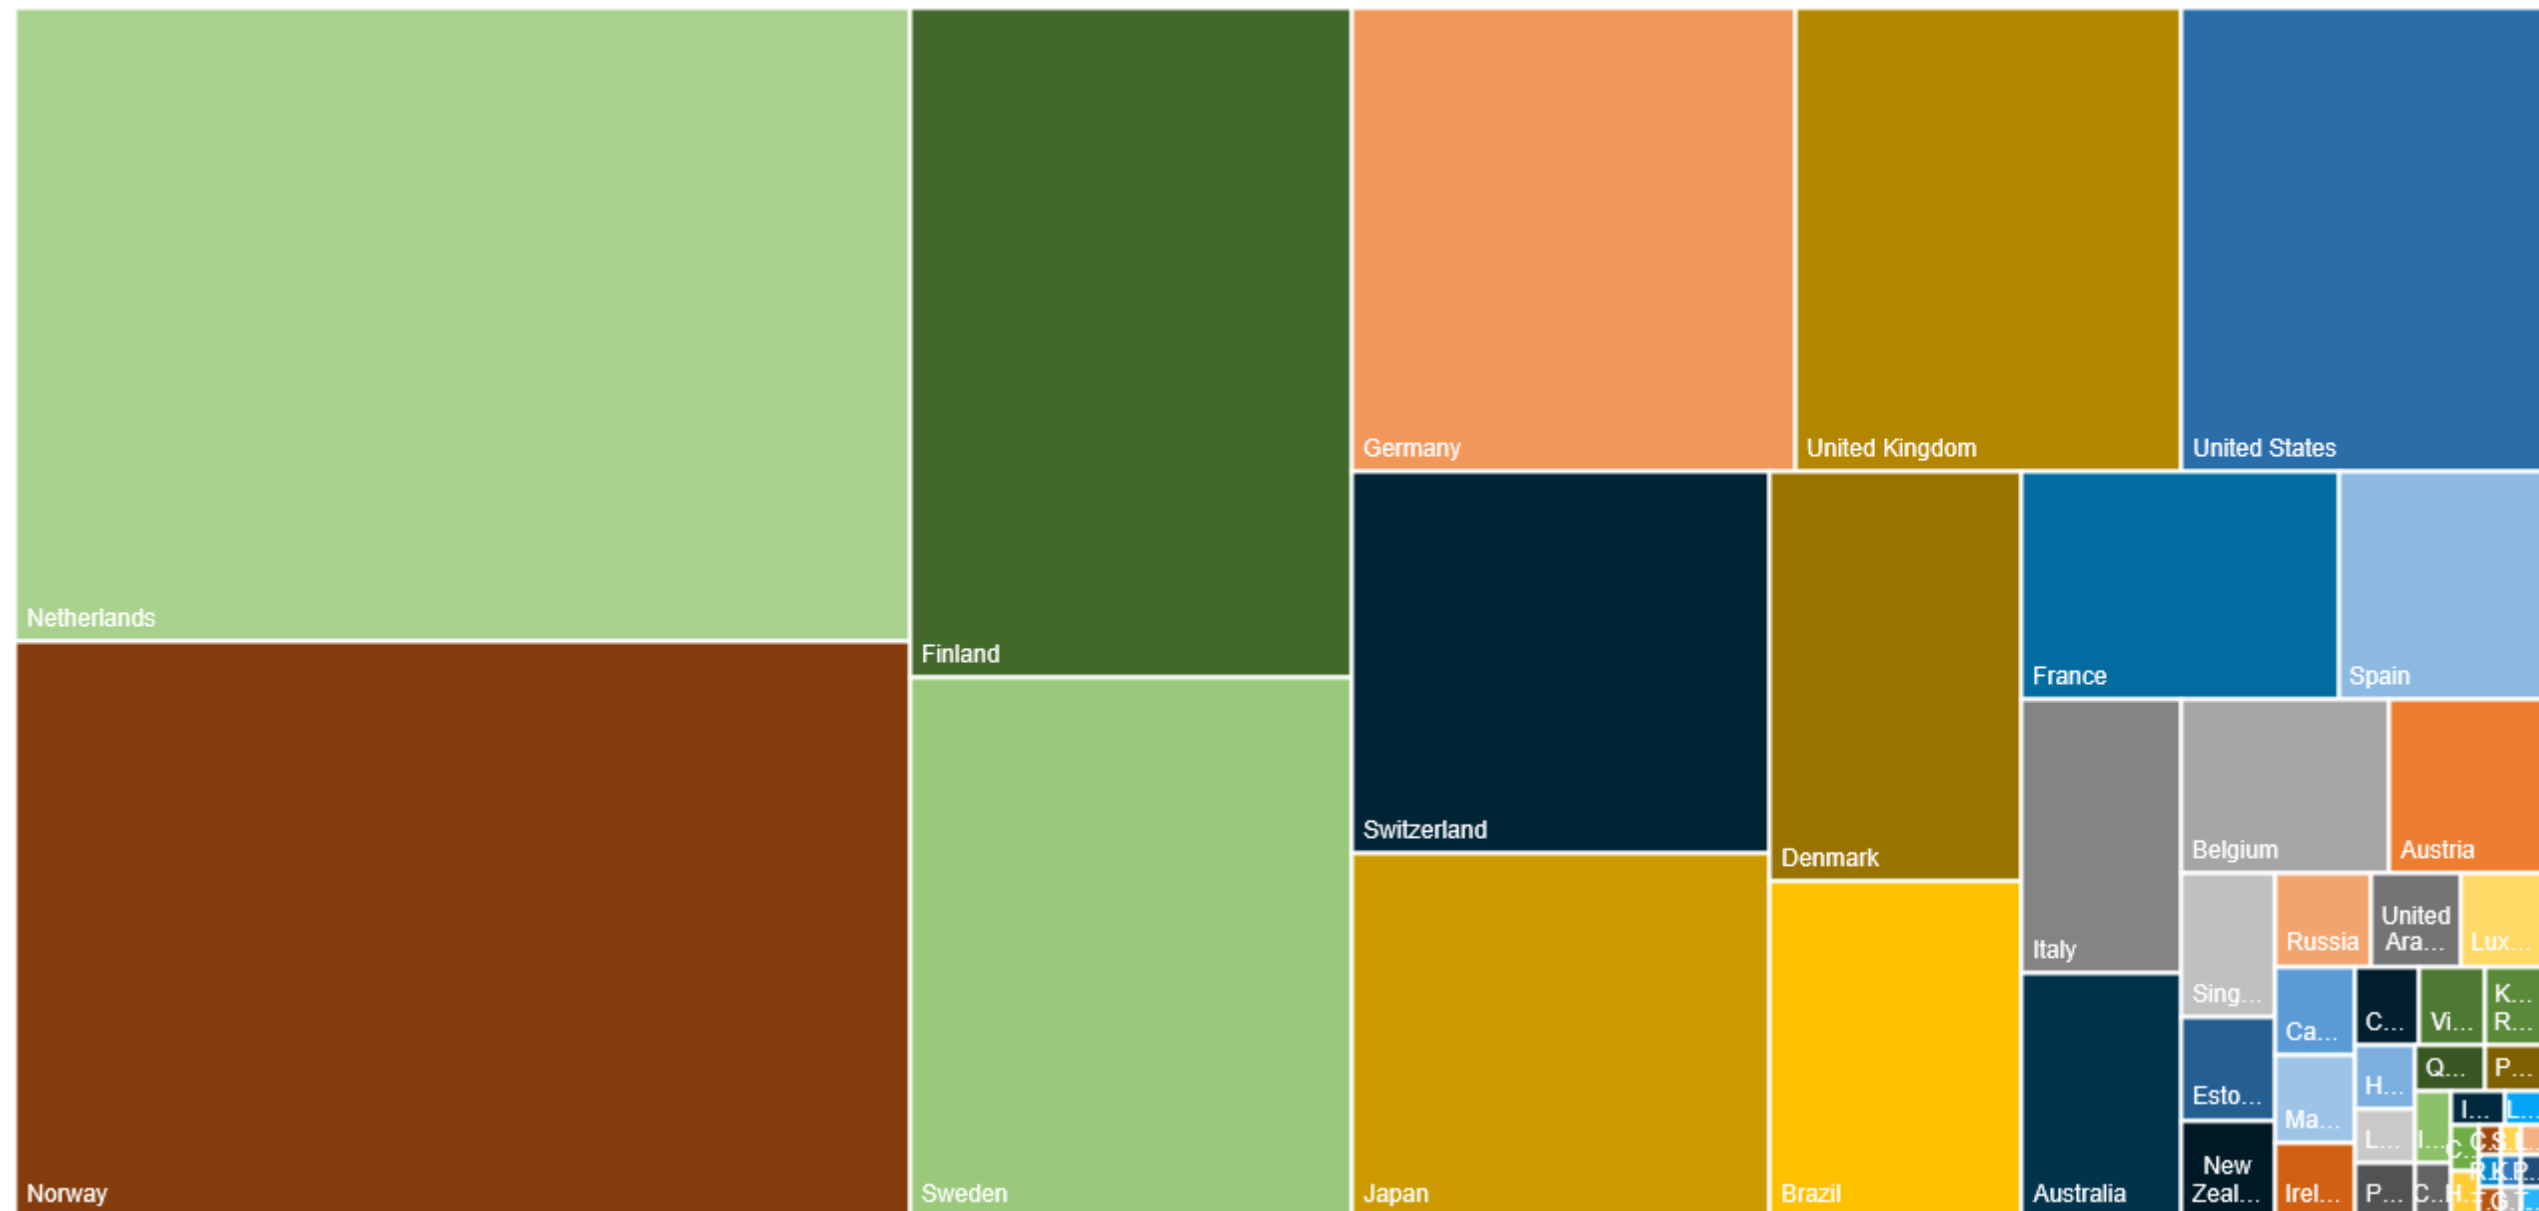 Netherlands
Norway
Finland
Sweden
Germany
United Kingdom
United States
Switzerland
Japan
Denmark
Brazil
France
Spain
Italy
Australia
Belgium
Austria
Sing...
Esto...
New
Zeal...
Russia
United
Ara...
Lux...
Ca...
Ma...
Irel...
C...
Vi...
K...
R...
H...
L...
P...
Q...
P...
I...
L...